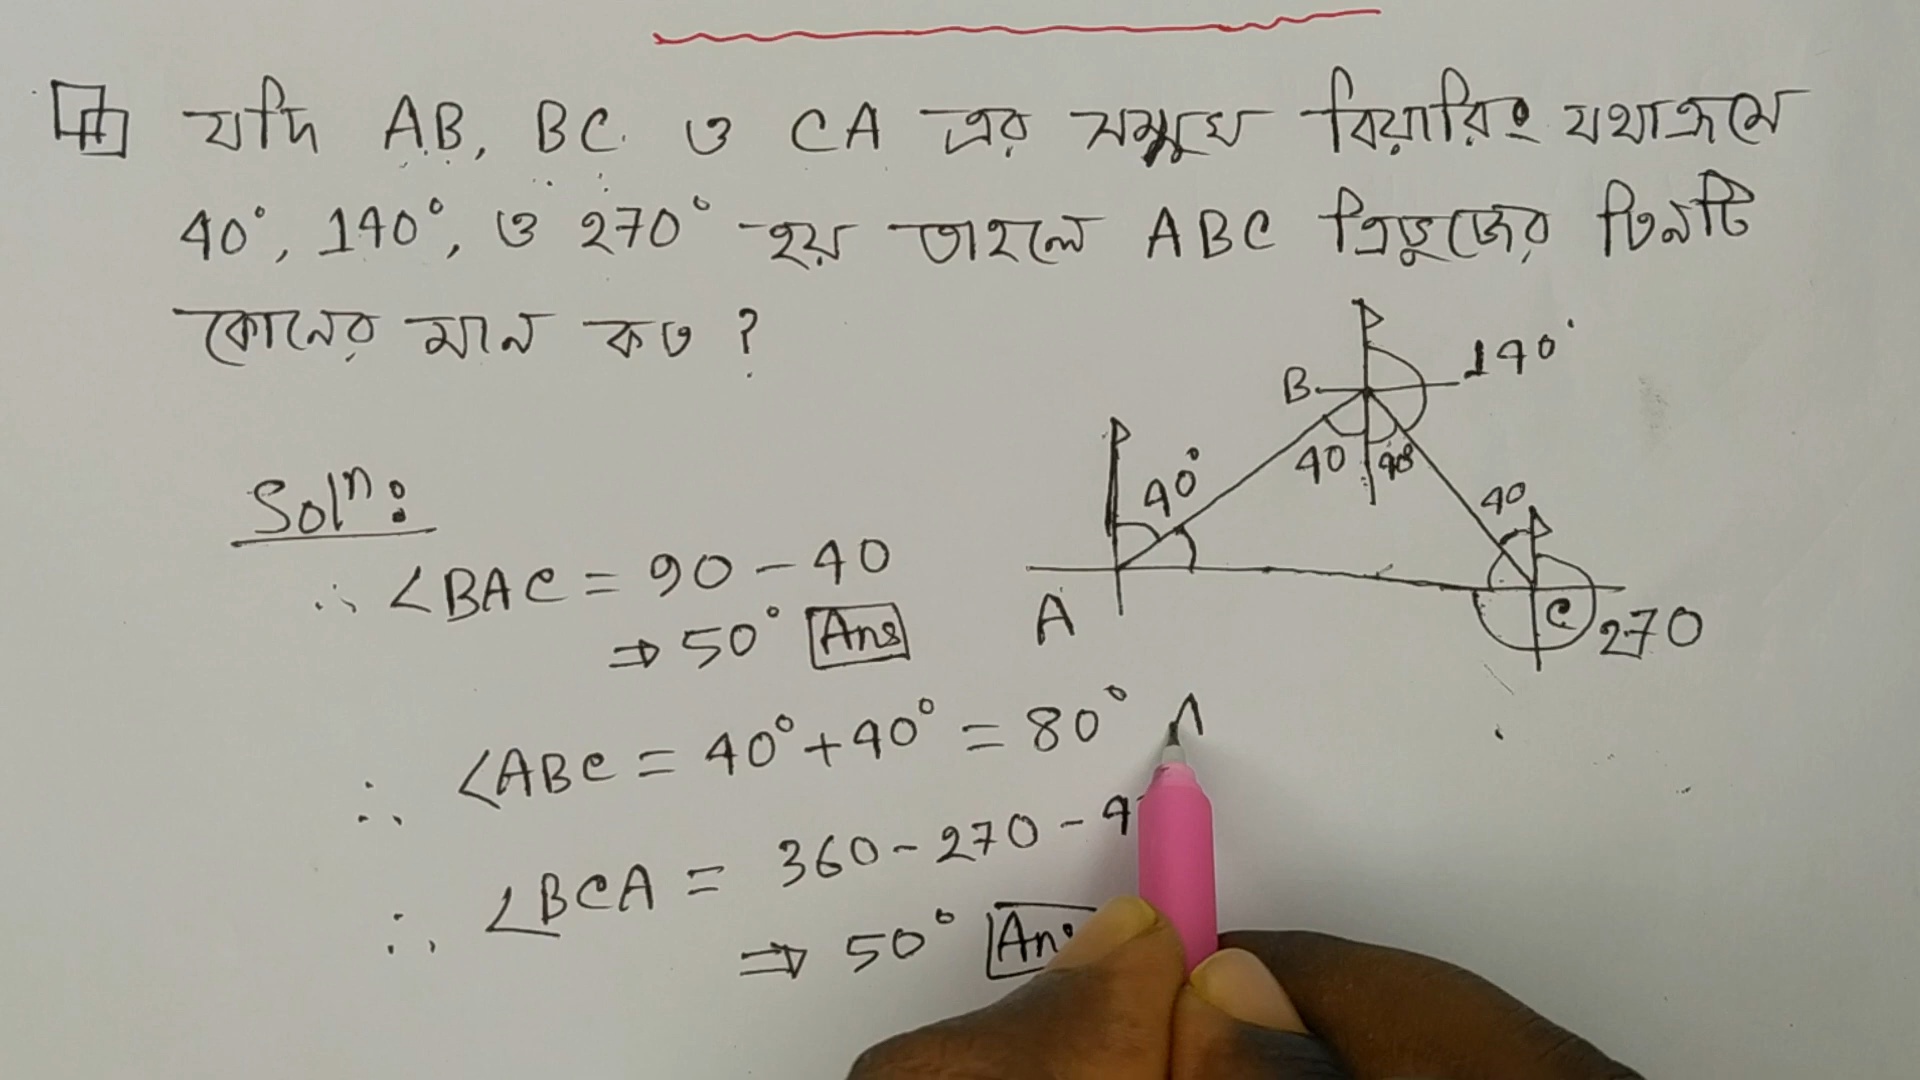 যদি AB, BC ও CA এর সম্মুখ বিয়ারিং যথাক্রমে
40°, 140°, ও 270° হয় তাহলে ABC ত্রিভুজের তিনটি
কোনের মান কত ?
B
140°
40 40
40°
40
A
C
270
Solⁿ:
∴ ∠BAC = 90 - 40
⇒ 50° Ans
∴ ∠ABC = 40° + 40° = 80° A
∴ ∠BCA = 360 - 270 - 4
⇒ 50° Ans